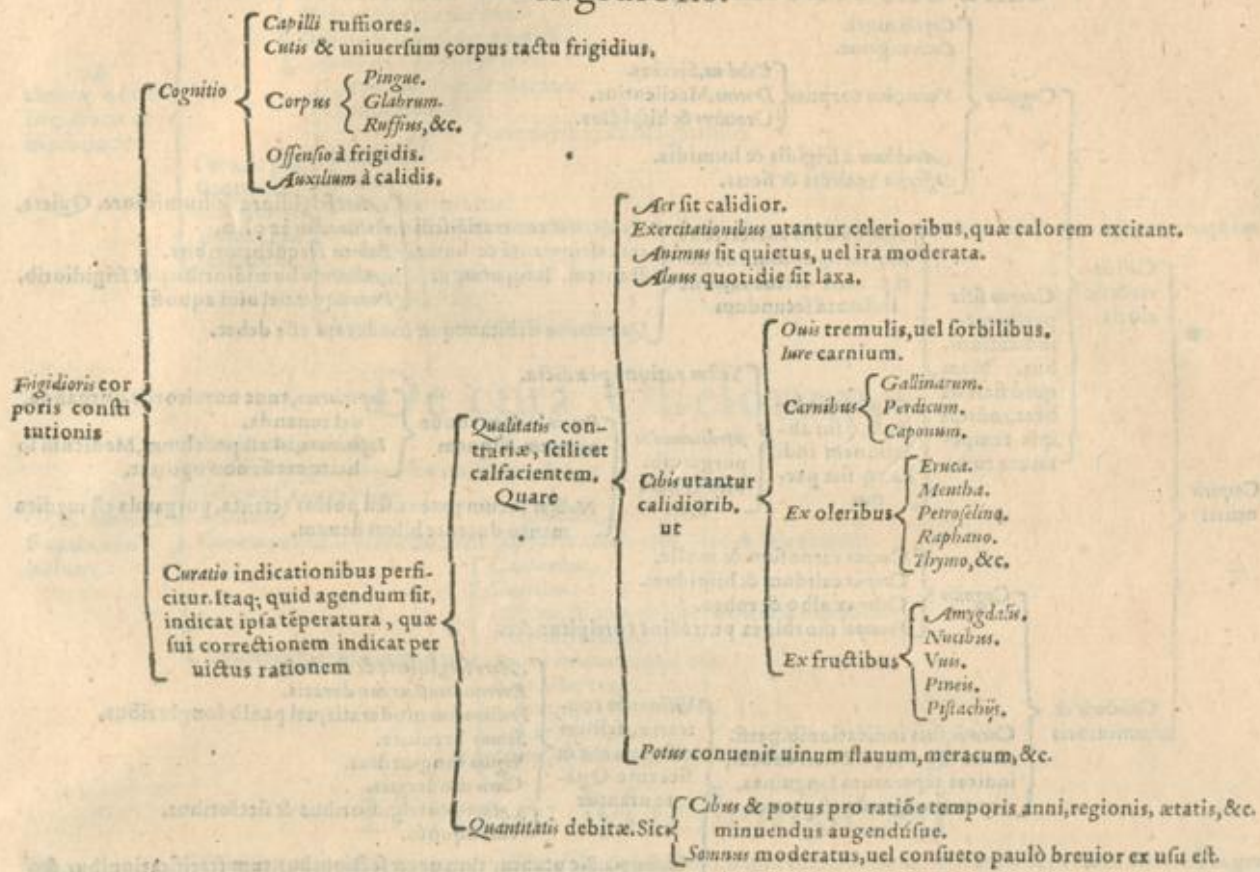 Capilli ruffiores.
Cutis & uniuersum corpus tactu frigidius.
Cognitio
Corpus
Pingue.
Glabrum.
Ruffius, &c.
Offensio à frigidis.
Auxilium à calidis.
Frigidioris cor
poris consti
tutionis
Curatio indicationibus perfi-
citur. Itaq; quid agendum sit,
indicat ipsa tēperatura, quæ
sui correctionem indicat per
uictus rationem
Qualitatis con-
trariæ, scilicet
calfacientem.
Quare
Aer sit calidior.
Exercitationibus utantur celerioribus, quæ calorem excitant.
Animus sit quietus, uel ira moderata.
Aluus quotidie sit laxa.
Cibis utantur
calidiorib.
ut
Ouis tremulis, uel sorbilibus.
Iure carnium.
Carnibus
Gallinarum.
Perdicum.
Caponum.
Ex oleribus
Eruca.
Mentha.
Petroselino.
Raphano.
Thymo, &c.
Ex fructibus
Amygdalis.
Nucibus.
Vuis.
Pineis.
Pistachijs.
Potus conuenit uinum flauum, meracum, &c.
Quantitatis debitæ. Sic
Cibus & potus pro ratiōe temporis anni, regionis, ætatis, &c.
minuendus augendúsue.
Somnus moderatus, uel consueto paulò breuior ex usu est.